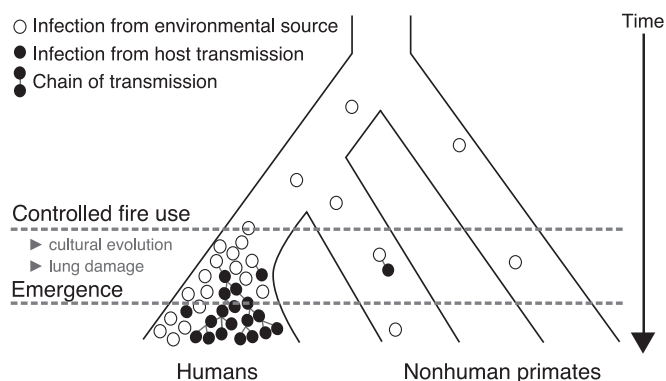 Infection from environmental source
Time
Infection from host transmission
Chain of transmission
Controlled fire use
► cultural evolution
► lung damage
Emergence
Humans
Nonhuman primates